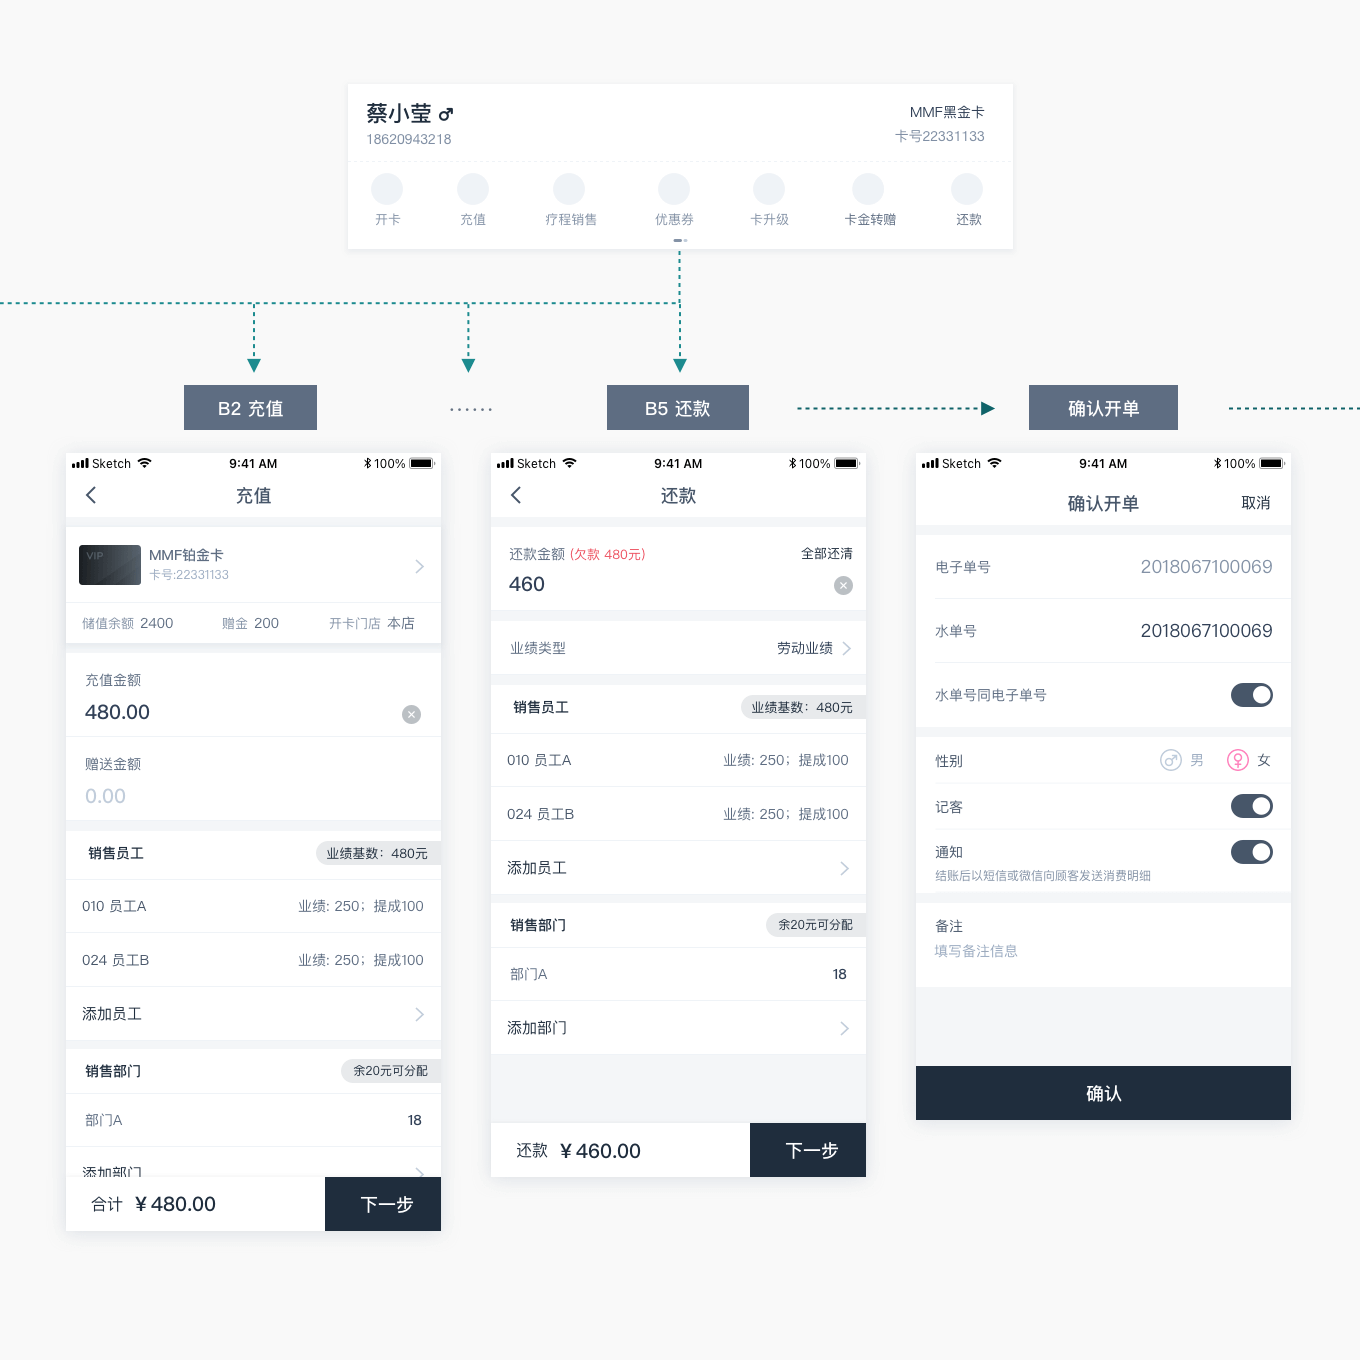 蔡小莹
MMF黑金卡
18620943218
卡号22331133
开卡 充值 疗程销售 优惠券 卡升级 卡金转赠 还款
B2 充值
......
B5 还款
确认开单
Sketch 9:41 AM 100%
充值
VIP
MMF铂金卡
卡号:22331133
储值余额 2400 赠金 200 开卡门店 本店
充值金额
480.00
赠送金额
0.00
销售员工 业绩基数：480元
010 员工A 业绩: 250；提成100
024 员工B 业绩: 250；提成100
添加员工
销售部门 余20元可分配
部门A 18
添加部门
合计 ¥480.00 下一步
Sketch 9:41 AM 100%
还款
还款金额 (欠款 480元) 全部还清
460
业绩类型 劳动业绩
销售员工 业绩基数：480元
010 员工A 业绩: 250；提成100
024 员工B 业绩: 250；提成100
添加员工
销售部门 余20元可分配
部门A 18
添加部门
还款 ¥460.00 下一步
Sketch 9:41 AM 100%
确认开单 取消
电子单号 2018067100069
水单号 2018067100069
水单号同电子单号
性别 男 女
记客
通知
结账后以短信或微信向顾客发送消费明细
备注
填写备注信息
确认